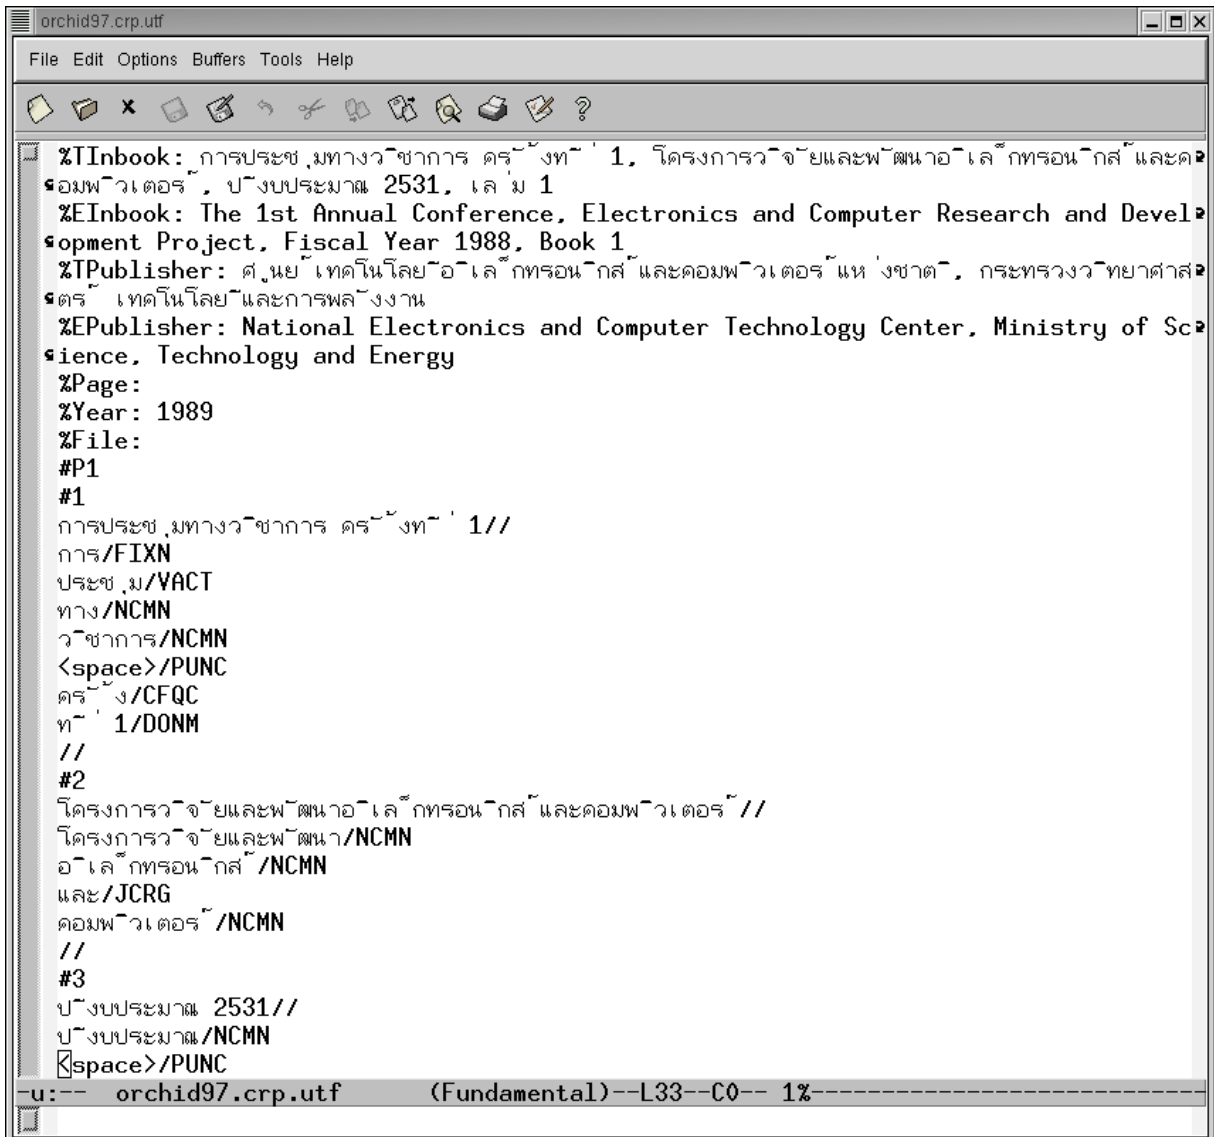 orchid97.crp.utf
File Edit Options Buffers Tools Help
%TInbook: การประชุมทางวิชาการ ครั้งที่ 1, โครงการวิจัยและพัฒนาอิเล็กทรอนิกส์และค
อมพิวเตอร์, ปีงบประมาณ 2531, เล่ม 1
%EInbook: The 1st Annual Conference, Electronics and Computer Research and Devel
opment Project, Fiscal Year 1988, Book 1
%TPublisher: ศูนย์เทคโนโลยีอิเล็กทรอนิกส์และคอมพิวเตอร์แห่งชาติ, กระทรวงวิทยาศาส
ตร์ เทคโนโลยีและการพลังงาน
%EPublisher: National Electronics and Computer Technology Center, Ministry of Sc
ience, Technology and Energy
%Page:
%Year: 1989
%File:
#P1
#1
การประชุมทางวิชาการ ครั้งที่ 1//
การ/FIXN
ประชุม/VACT
ทาง/NCMN
วิชาการ/NCMN
<space>/PUNC
ครั้ง/CFQC
ที่ 1/DONM
//
#2
โครงการวิจัยและพัฒนาอิเล็กทรอนิกส์และคอมพิวเตอร์//
โครงการวิจัยและพัฒนา/NCMN
อิเล็กทรอนิกส์/NCMN
และ/JCRG
คอมพิวเตอร์/NCMN
//
#3
ปีงบประมาณ 2531//
ปีงบประมาณ/NCMN
<space>/PUNC
-u:-- orchid97.crp.utf (Fundamental)--L33--C0-- 1%----------------------------